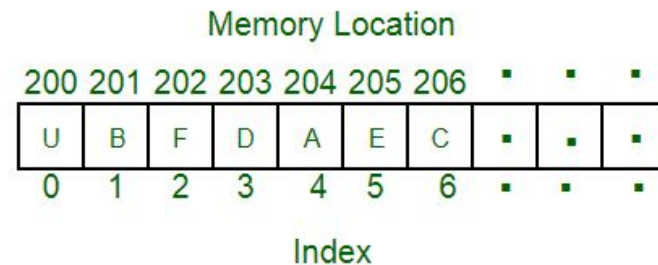 Memory Location
200 201 202 203 204 205 206 . . .
U B F D A E C . . .
0 1 2 3 4 5 6 . . .
Index